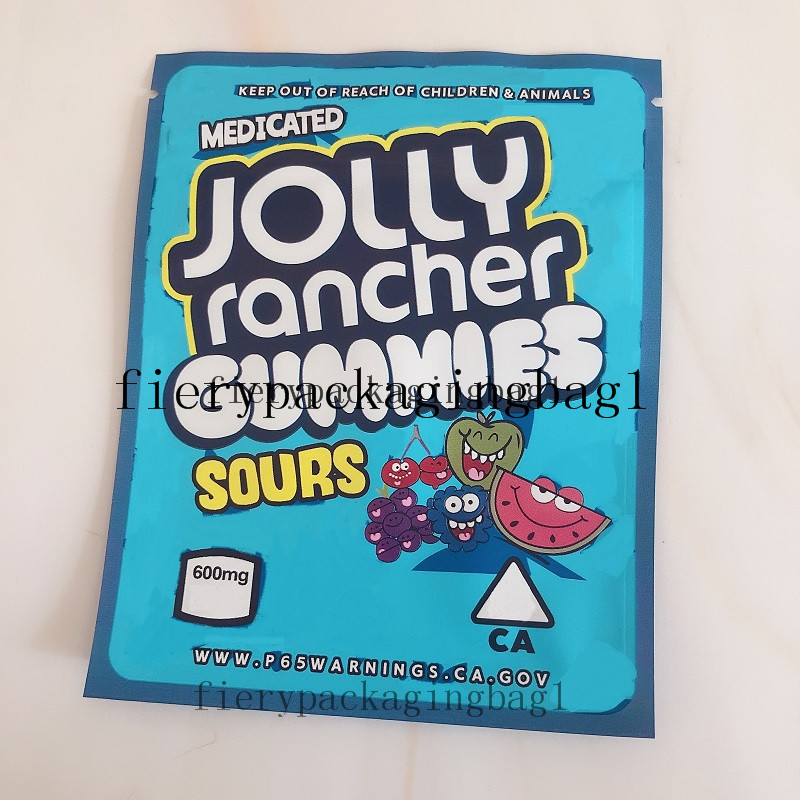 KEEP OUT OF REACH OF CHILDREN & ANIMALS
MEDICATED
JOLLY
rancher
GUMMIES
fierypackagingbag1
fierypackagingbag1
SOURS
600mg
CA
WWW.P65WARNINGS.CA.GOV
fierypackagingbag1